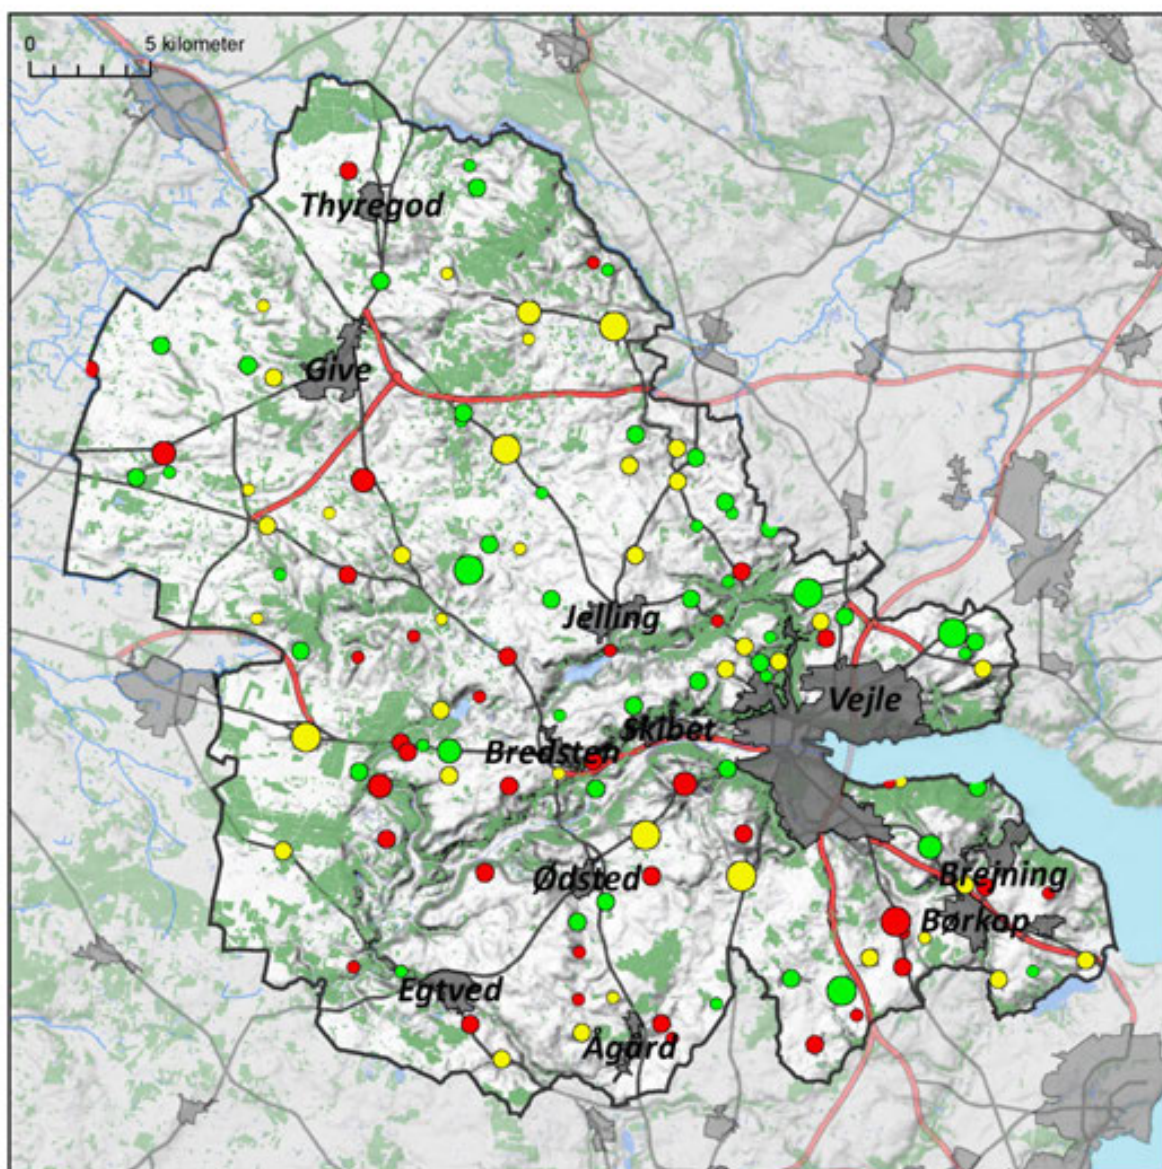 0 5 kilometer
Thyregod
Give
Jelling
Vejle
Skibet
Bredsten
Ødsted
Brejning
Børkop
Egtved
Ågård